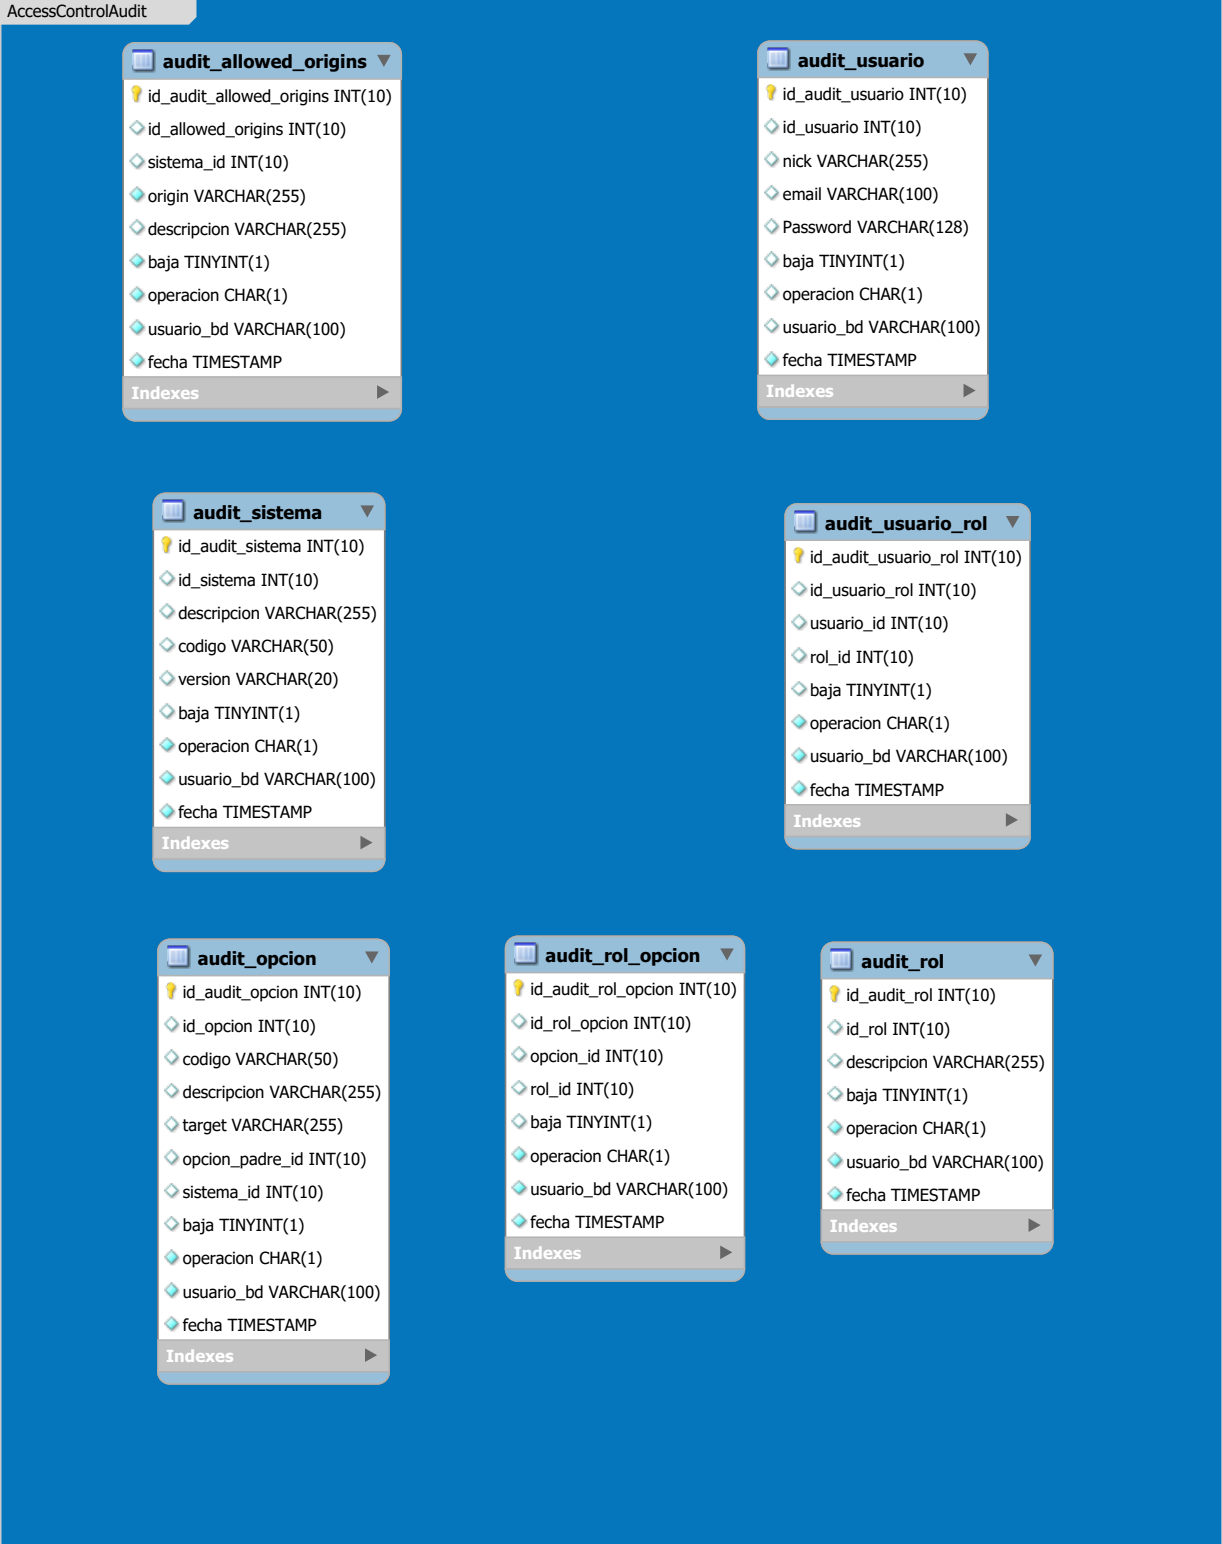 AccessControlAudit
audit_allowed_origins
id_audit_allowed_origins INT(10)
id_allowed_origins INT(10)
sistema_id INT(10)
origin VARCHAR(255)
descripcion VARCHAR(255)
baja TINYINT(1)
operacion CHAR(1)
usuario_bd VARCHAR(100)
fecha TIMESTAMP
Indexes
audit_usuario
id_audit_usuario INT(10)
id_usuario INT(10)
nick VARCHAR(255)
email VARCHAR(100)
Password VARCHAR(128)
baja TINYINT(1)
operacion CHAR(1)
usuario_bd VARCHAR(100)
fecha TIMESTAMP
Indexes
audit_sistema
id_audit_sistema INT(10)
id_sistema INT(10)
descripcion VARCHAR(255)
codigo VARCHAR(50)
version VARCHAR(20)
baja TINYINT(1)
operacion CHAR(1)
usuario_bd VARCHAR(100)
fecha TIMESTAMP
Indexes
audit_usuario_rol
id_audit_usuario_rol INT(10)
id_usuario_rol INT(10)
usuario_id INT(10)
rol_id INT(10)
baja TINYINT(1)
operacion CHAR(1)
usuario_bd VARCHAR(100)
fecha TIMESTAMP
Indexes
audit_opcion
id_audit_opcion INT(10)
id_opcion INT(10)
codigo VARCHAR(50)
descripcion VARCHAR(255)
target VARCHAR(255)
opcion_padre_id INT(10)
sistema_id INT(10)
baja TINYINT(1)
operacion CHAR(1)
usuario_bd VARCHAR(100)
fecha TIMESTAMP
Indexes
audit_rol_opcion
id_audit_rol_opcion INT(10)
id_rol_opcion INT(10)
opcion_id INT(10)
rol_id INT(10)
baja TINYINT(1)
operacion CHAR(1)
usuario_bd VARCHAR(100)
fecha TIMESTAMP
Indexes
audit_rol
id_audit_rol INT(10)
id_rol INT(10)
descripcion VARCHAR(255)
baja TINYINT(1)
operacion CHAR(1)
usuario_bd VARCHAR(100)
fecha TIMESTAMP
Indexes